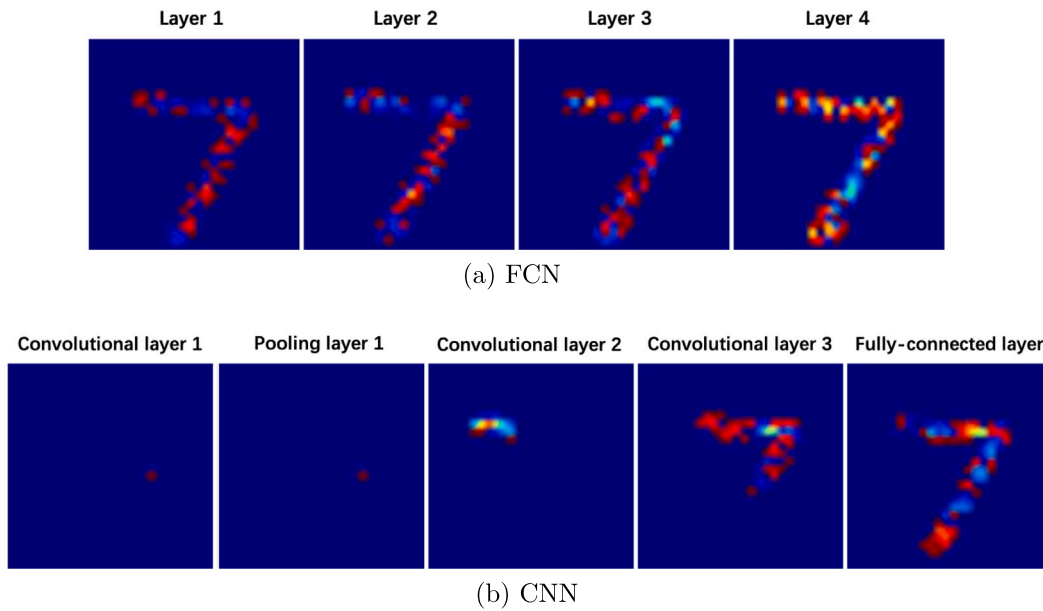 Layer 1 Layer 2 Layer 3 Layer 4
(a) FCN
Convolutional layer 1 Pooling layer 1 Convolutional layer 2 Convolutional layer 3 Fully-connected layer
(b) CNN